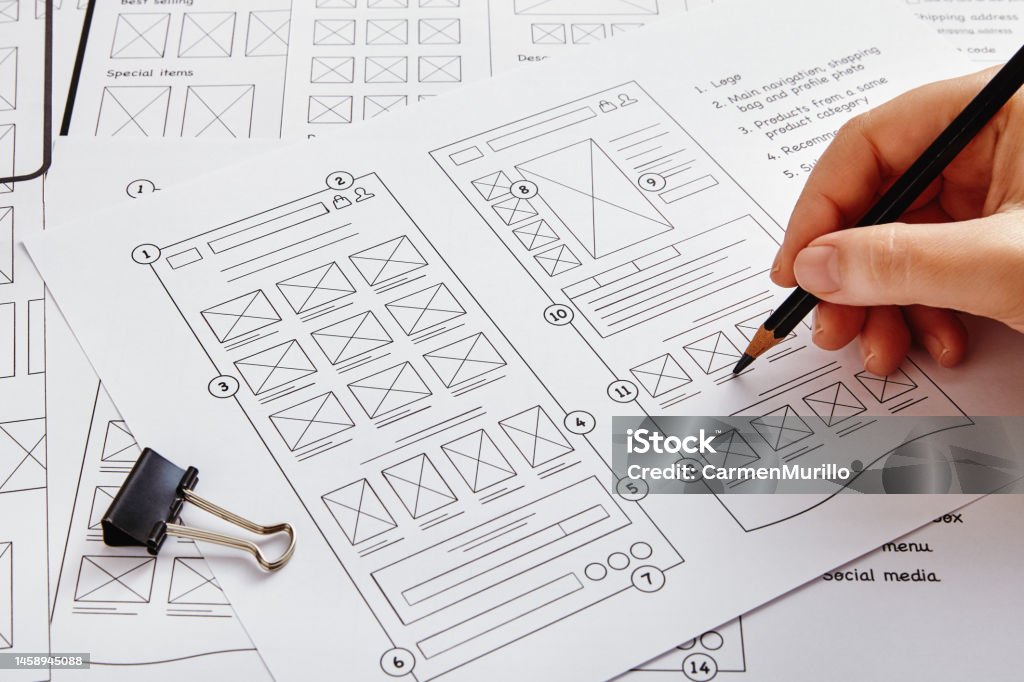 Best selling
Special items
Desc
Shipping address
shipping address
code
1. Logo
2. Main navigation, shopping
bag and profile photo
3. Products from a same
product category
4. Recomme
5. Su
1
2
1
3
4
5
6
7
8
9
10
11
14
box
menu
Social media
iStock™
Credit: CarmenMurillo
1458945088